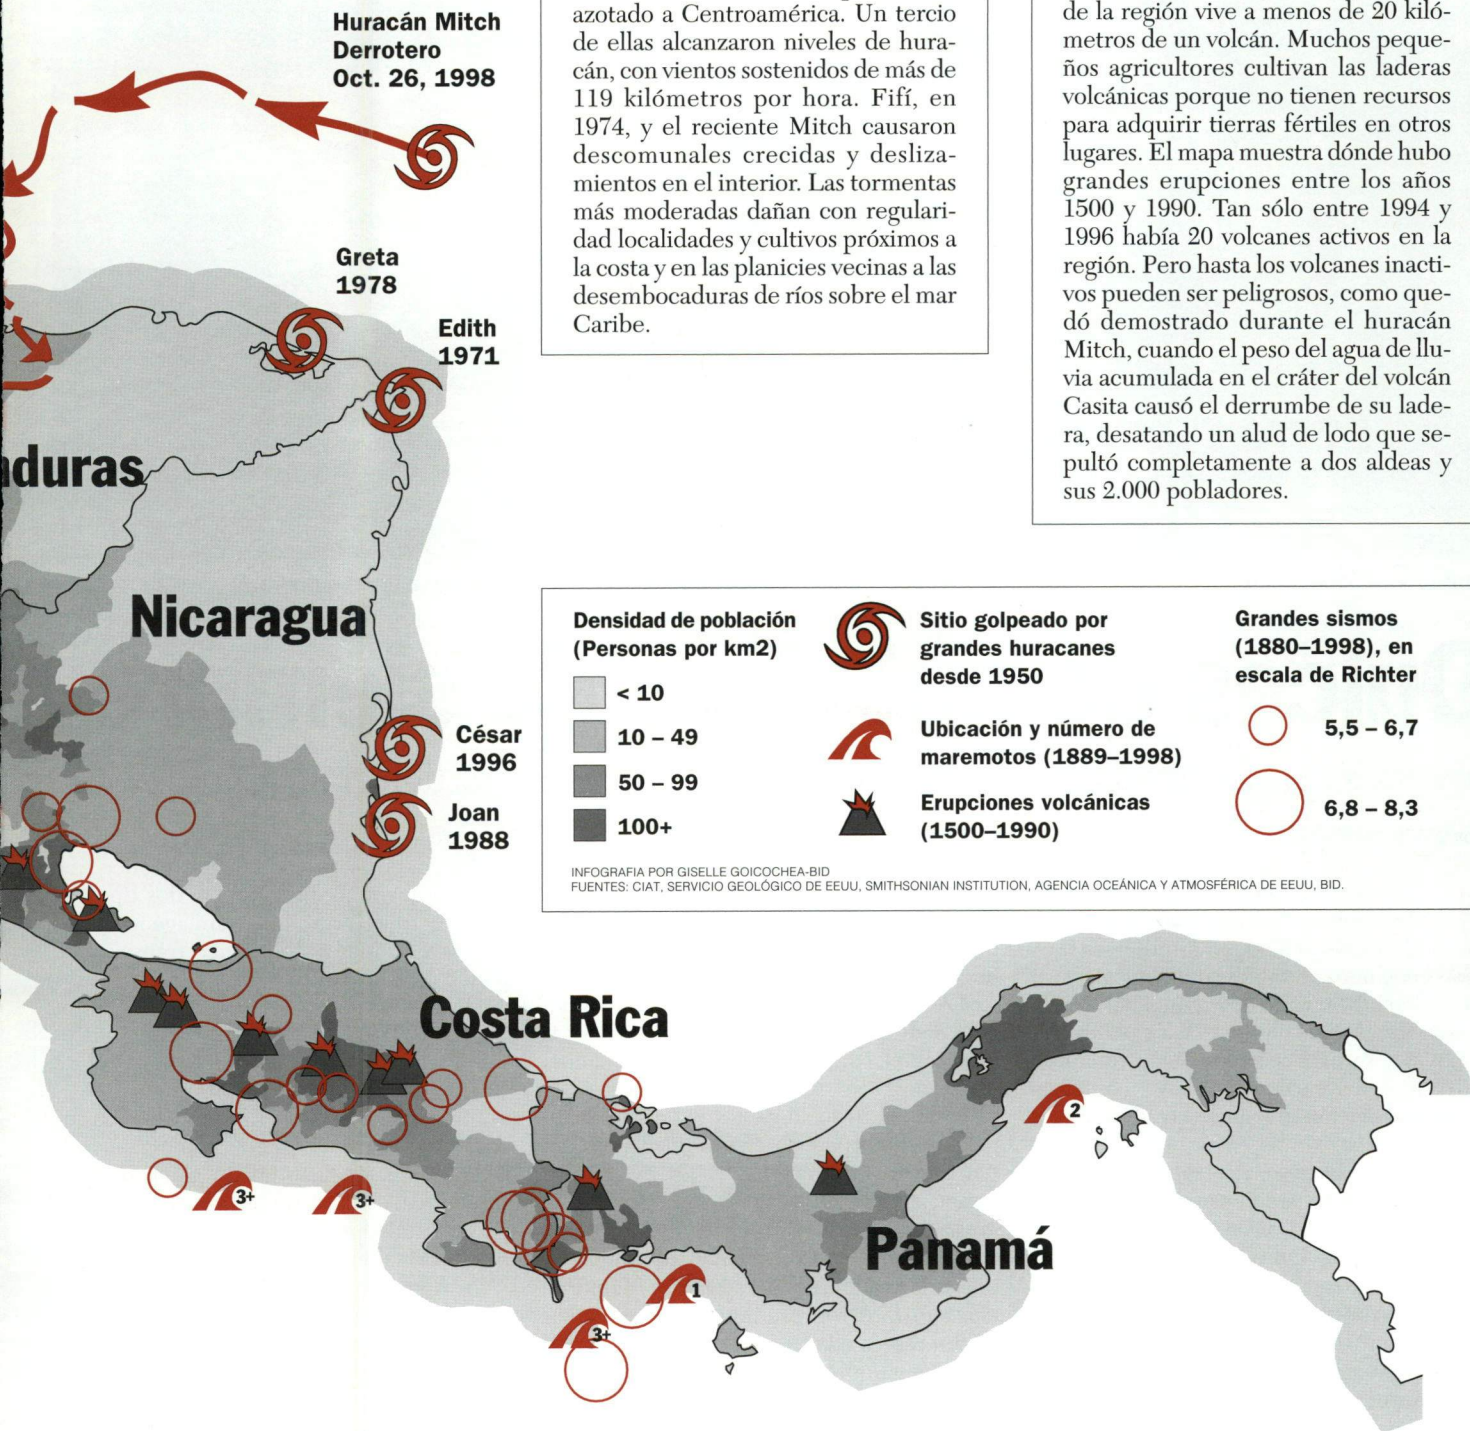 Huracán Mitch
Derrotero
Oct. 26, 1998
azotado a Centroamérica. Un tercio
de ellas alcanzaron niveles de hura-
cán, con vientos sostenidos de más de
119 kilómetros por hora. Fifí, en
1974, y el reciente Mitch causaron
descomunales crecidas y desliza-
mientos en el interior. Las tormentas
más moderadas dañan con regulari-
dad localidades y cultivos próximos a
la costa y en las planicies vecinas a las
desembocaduras de ríos sobre el mar
Caribe.
de la región vive a menos de 20 kiló-
metros de un volcán. Muchos peque-
ños agricultores cultivan las laderas
volcánicas porque no tienen recursos
para adquirir tierras fértiles en otros
lugares. El mapa muestra dónde hubo
grandes erupciones entre los años
1500 y 1990. Tan sólo entre 1994 y
1996 había 20 volcanes activos en la
región. Pero hasta los volcanes inacti-
vos pueden ser peligrosos, como que-
dó demostrado durante el huracán
Mitch, cuando el peso del agua de llu-
via acumulada en el cráter del volcán
Casita causó el derrumbe de su lade-
ra, desatando un alud de lodo que se-
pultó completamente a dos aldeas y
sus 2.000 pobladores.
Greta
1978
Edith
1971
duras
Nicaragua
César
1996
Joan
1988
Densidad de población
(Personas por km2)
< 10
10 – 49
50 – 99
100+
Sitio golpeado por
grandes huracanes
desde 1950
Ubicación y número de
maremotos (1889–1998)
Erupciones volcánicas
(1500–1990)
Grandes sismos
(1880–1998), en
escala de Richter
5,5 – 6,7
6,8 – 8,3
INFOGRAFIA POR GISELLE GOICOCHEA-BID
FUENTES: CIAT, SERVICIO GEOLÓGICO DE EEUU, SMITHSONIAN INSTITUTION, AGENCIA OCEÁNICA Y ATMOSFÉRICA DE EEUU, BID.
Costa Rica
2
3+
3+
Panamá
1
3+